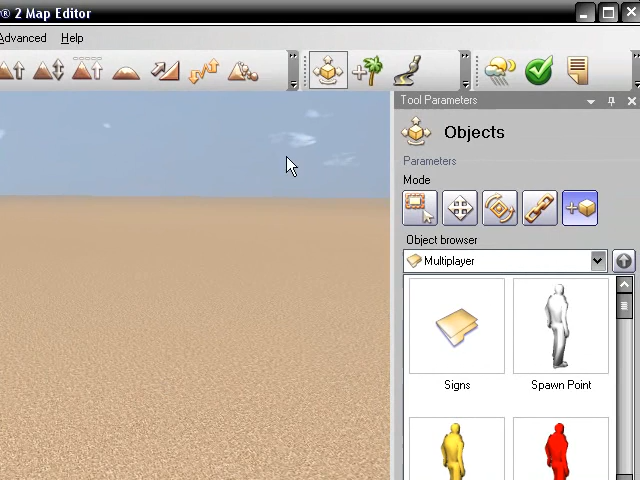 ® 2 Map Editor
Advanced Help
Tool Parameters
Objects
Parameters
Mode
Object browser
Multiplayer
Signs
Spawn Point